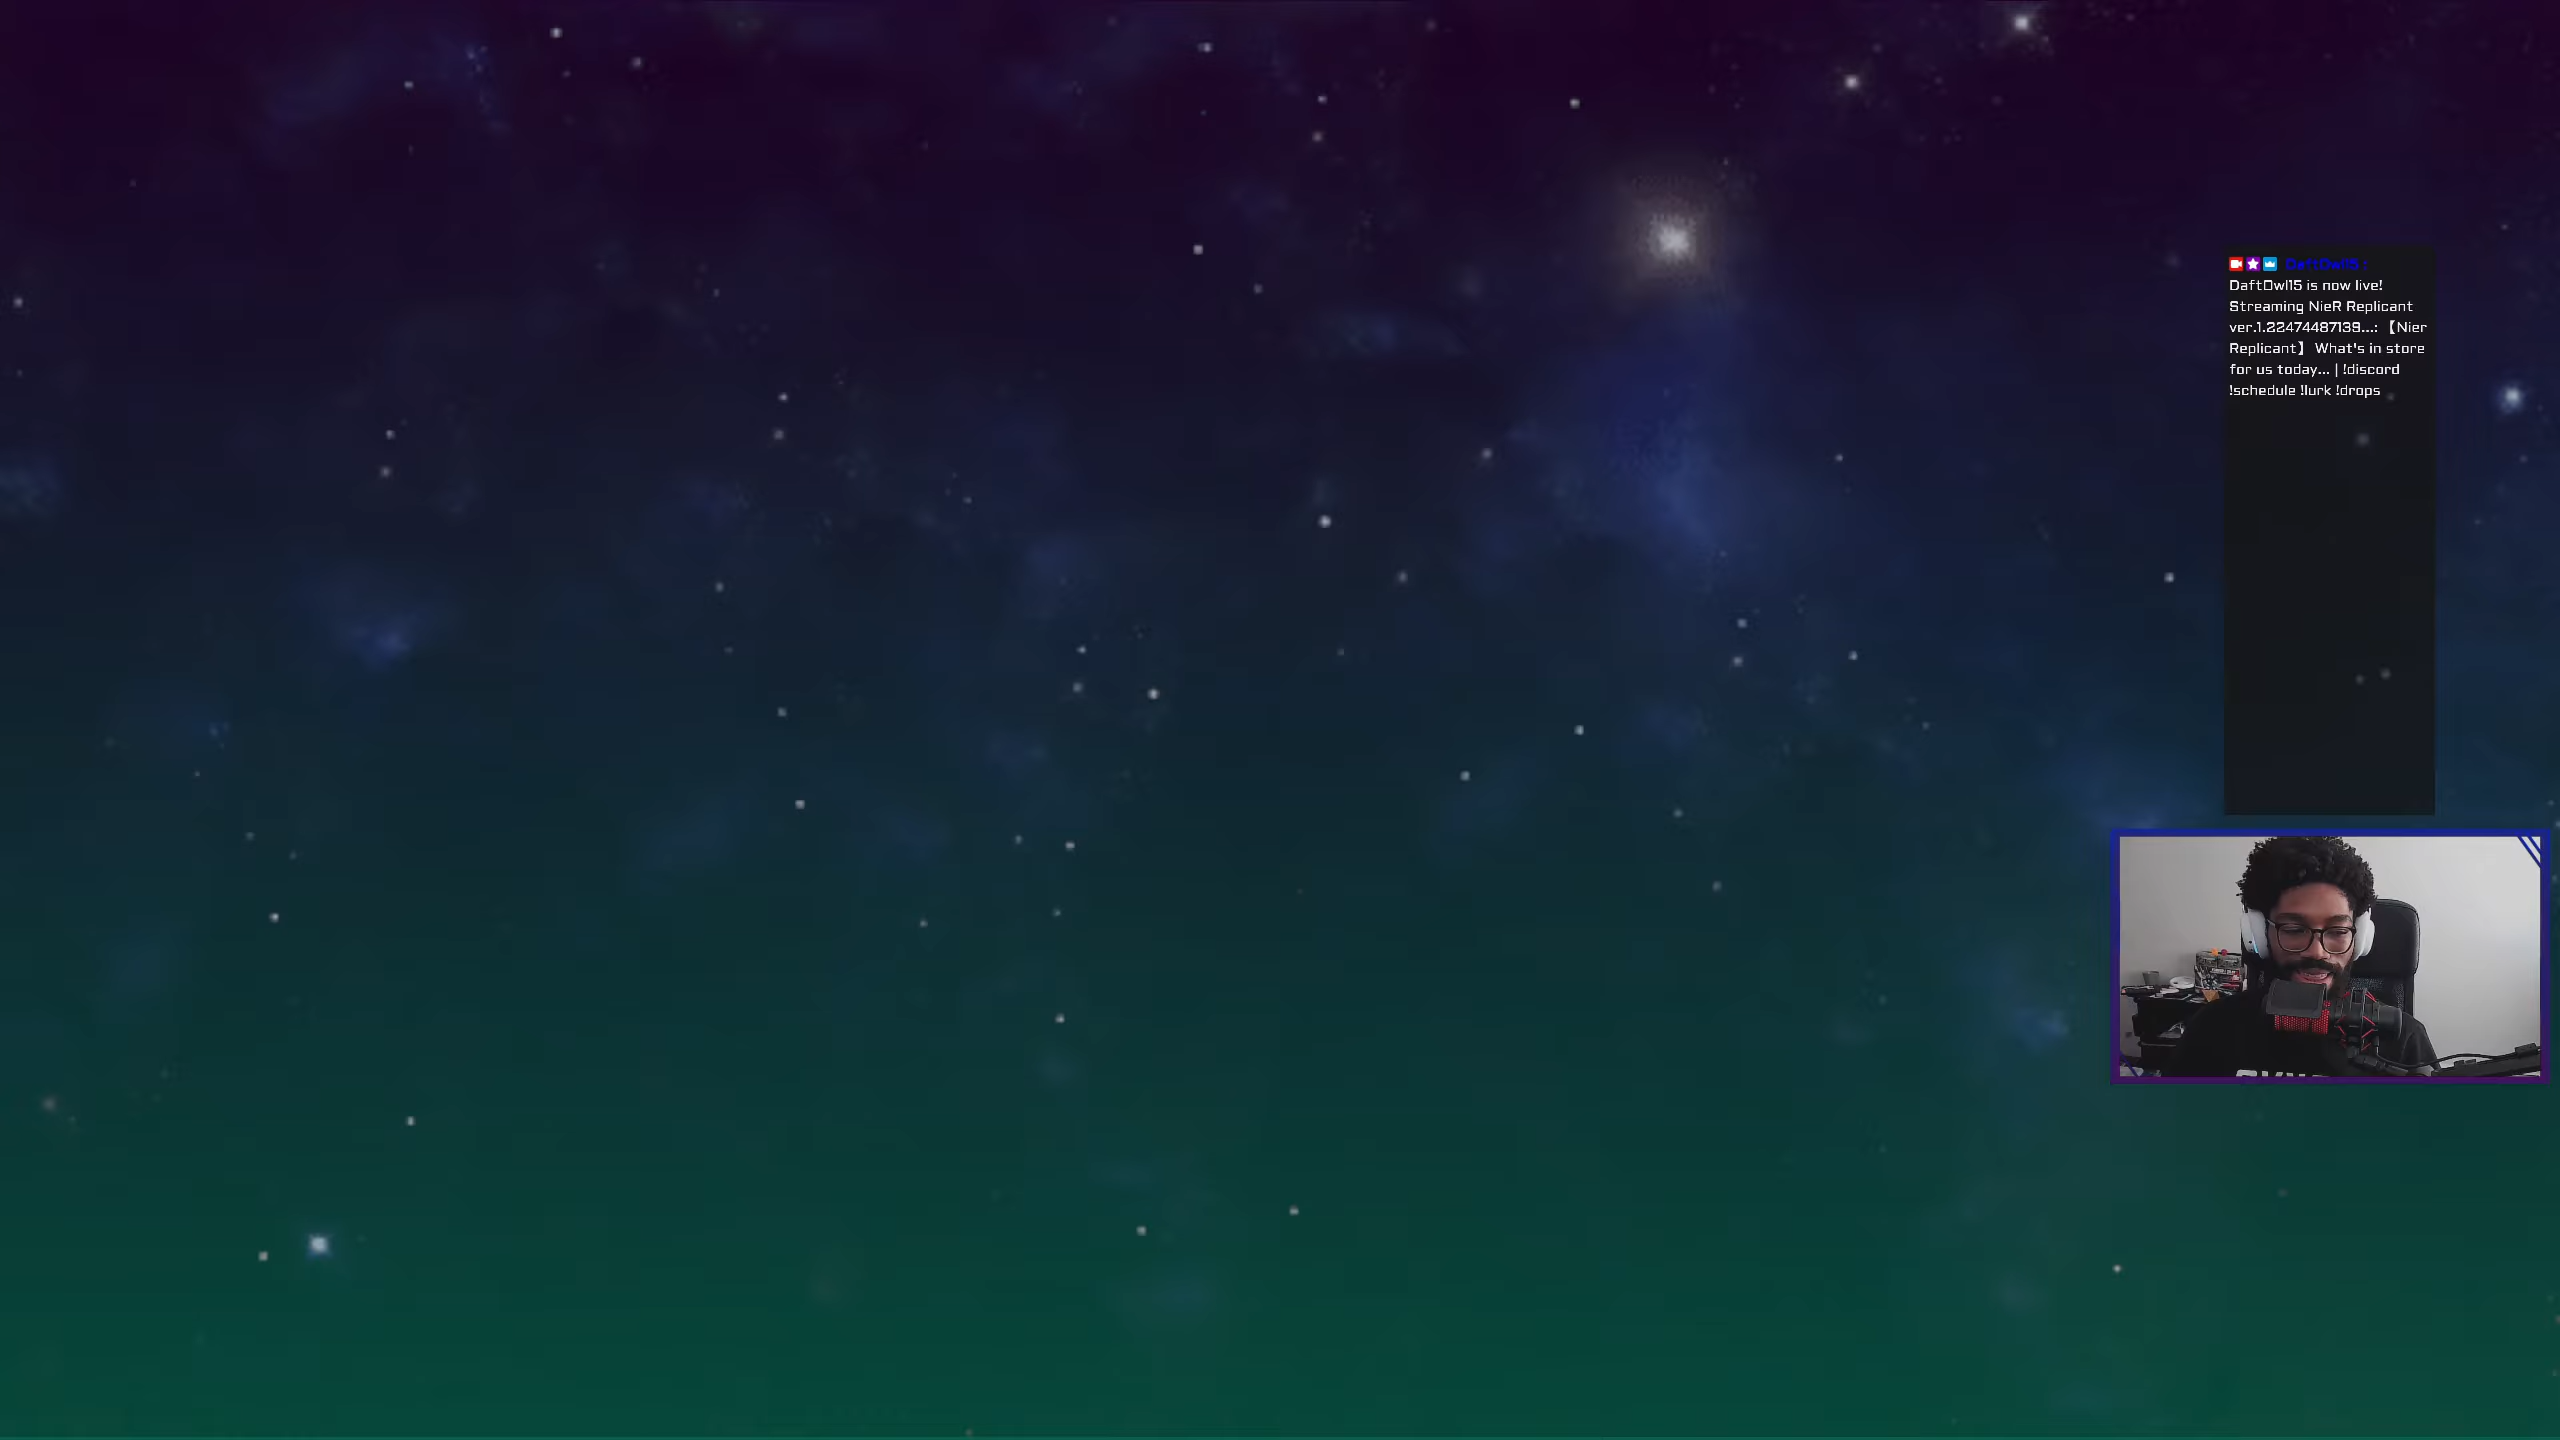 DaftOwl15 :
DaftOwl15 is now live!
Streaming NieR Replicant
ver.1.22474487139...: 【Nier
Replicant】 What's in store
for us today... | !discord
!schedule !lurk !drops